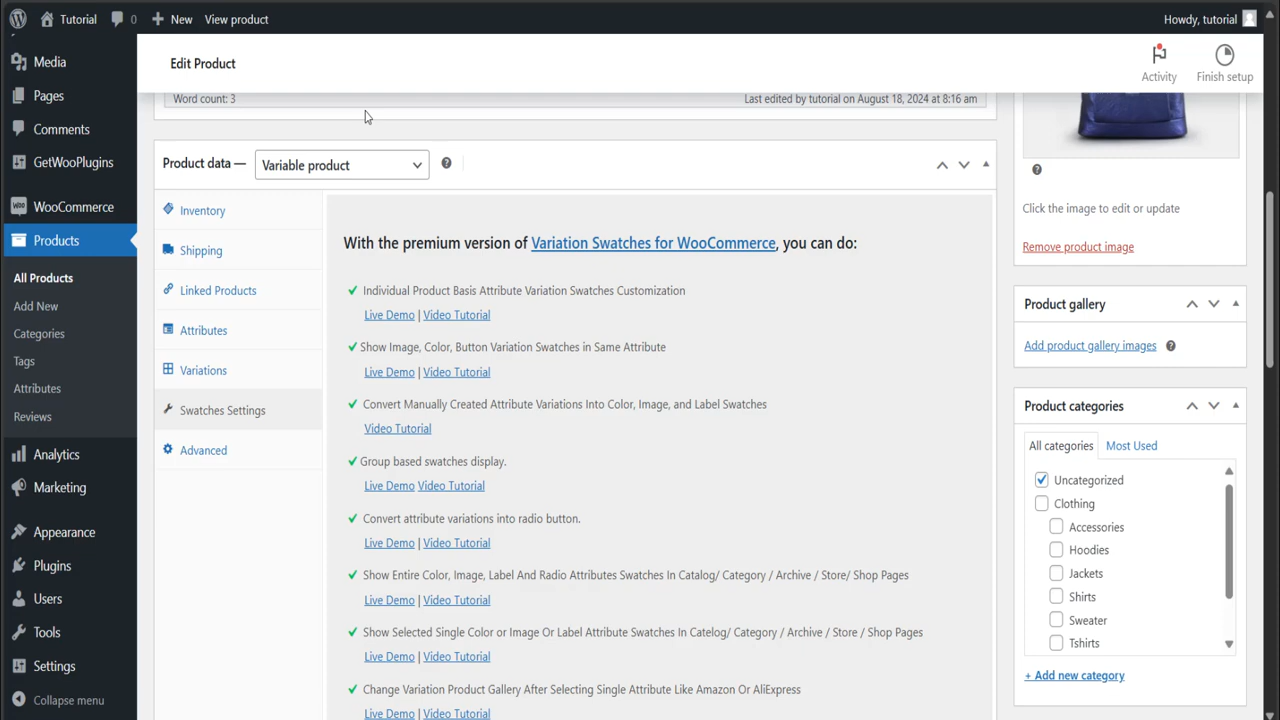 Tutorial
0
New
View product
Howdy, tutorial
Media
Pages
Comments
GetWooPlugins
WooCommerce
Products
All Products
Add New
Categories
Tags
Attributes
Reviews
Analytics
Marketing
Appearance
Plugins
Users
Tools
Settings
Collapse menu
Edit Product
Activity
Finish setup
Word count: 3
Last edited by tutorial on August 18, 2024 at 8:16 am
Product data —
Variable product
Inventory
Shipping
Linked Products
Attributes
Variations
Swatches Settings
Advanced
With the premium version of Variation Swatches for WooCommerce, you can do:
Individual Product Basis Attribute Variation Swatches Customization
Live Demo | Video Tutorial
Show Image, Color, Button Variation Swatches in Same Attribute
Live Demo | Video Tutorial
Convert Manually Created Attribute Variations Into Color, Image, and Label Swatches
Video Tutorial
Group based swatches display.
Live Demo Video Tutorial
Convert attribute variations into radio button.
Live Demo | Video Tutorial
Show Entire Color, Image, Label And Radio Attributes Swatches In Catalog/ Category / Archive / Store/ Shop Pages
Live Demo | Video Tutorial
Show Selected Single Color or Image Or Label Attribute Swatches In Catelog/ Category / Archive / Store / Shop Pages
Live Demo | Video Tutorial
Change Variation Product Gallery After Selecting Single Attribute Like Amazon Or AliExpress
Live Demo | Video Tutorial
Click the image to edit or update
Remove product image
Product gallery
Add product gallery images
Product categories
All categories
Most Used
Uncategorized
Clothing
Accessories
Hoodies
Jackets
Shirts
Sweater
Tshirts
+ Add new category